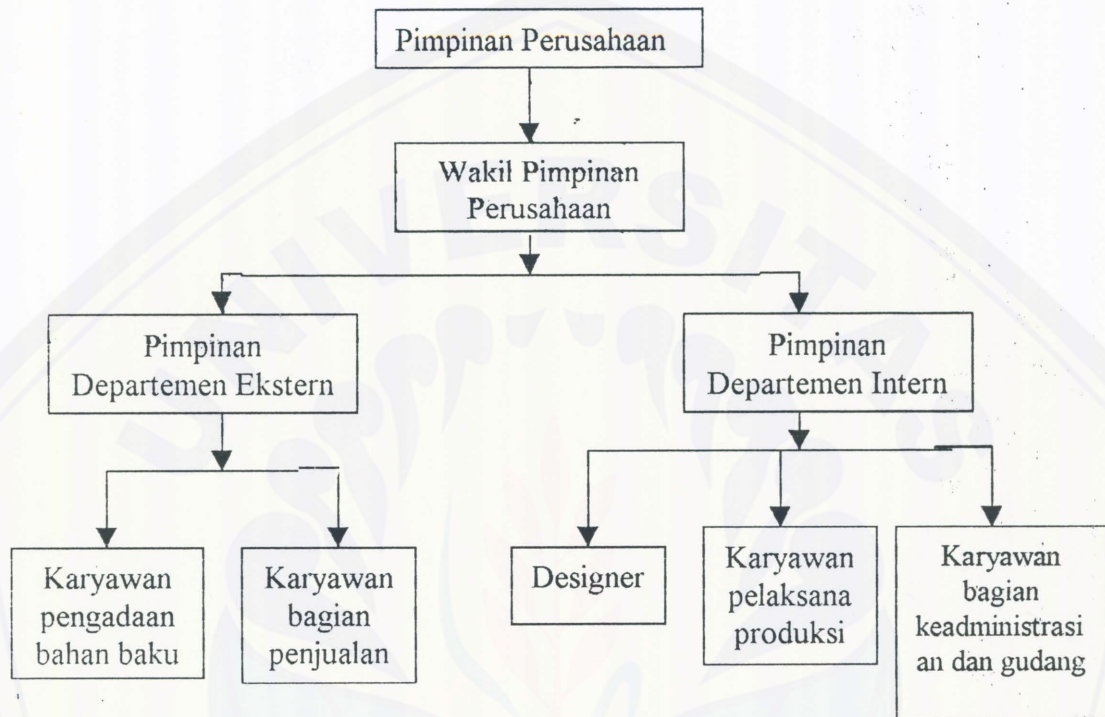 Pimpinan Perusahaan
Wakil Pimpinan
Perusahaan
Pimpinan
Departemen Ekstern
Pimpinan
Departemen Intern
Karyawan
pengadaan
bahan baku
Karyawan
bagian
penjualan
Designer
Karyawan
pelaksana
produksi
Karyawan
bagian
keadministrasi
an dan gudang
UNIVERSITAS